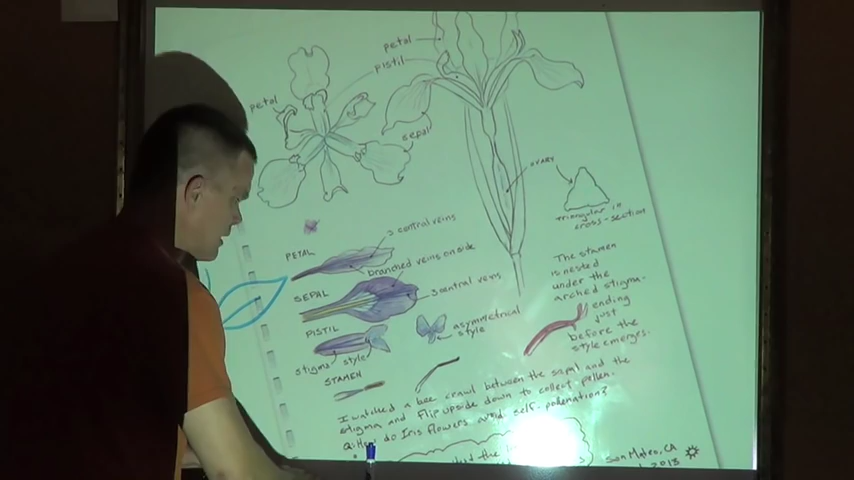 petal
pistil
petal
sepal
ovary
triangular in
cross-section
3 central veins
PETAL
branched veins on side
SEPAL
3 central veins
PISTIL
asymmetrical
style
stigma
style
STAMEN
The stamen
is nested
under the
arched stigma.
ending
just
before the
style emerges.
I watched a bee crawl between the sepal and the
stigma and flip upside down to collect pollen.
Q: How do Iris flowers avoid self-pollenation?
the
San Mateo, CA
2013